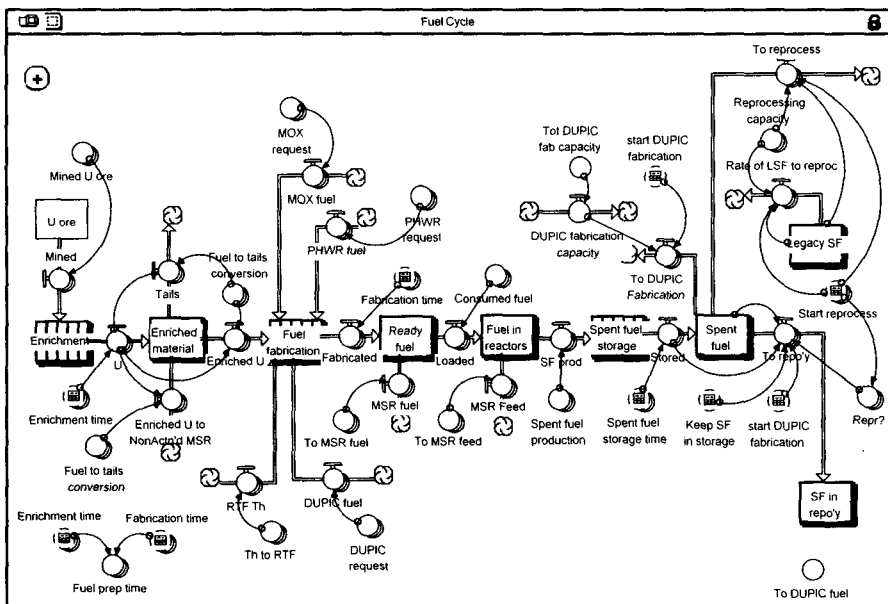 Fuel Cycle
8
To reprocess
MOX
request
Tot DUPIC
fab capacity
start DUPIC
fabrication
Reprocessing
capacity
Mined U ore
Rate of LSF to reproc
MOX fuel
PHWR
request
U ore
PHWR fuel
DUPIC fabrication
capacity
Legacy SF
Mined
Fuel to tails
conversion
To DUPIC
Fabrication
Tails
Fabrication time
Consumed fuel
Start reprocess
Enrichment
Enriched
material
Fuel
fabrication
Ready
fuel
Fuel in
reactors
Spent fuel
storage
Spent
fuel
U
Enriched U
Fabricated
Loaded
SF prod
Stored
To repo'y
Enrichment time
Enriched U to
NonActn'd MSR
MSR fuel
MSR Feed
Repr?
To MSR fuel
To MSR feed
Spent fuel
production
Spent fuel
storage time
Keep SF
in storage
start DUPIC
fabrication
Fuel to tails
conversion
RTF Th
DUPIC fuel
SF in
repo'y
Enrichment time
Fabrication time
Th to RTF
DUPIC
request
Fuel prep time
To DUPIC fuel